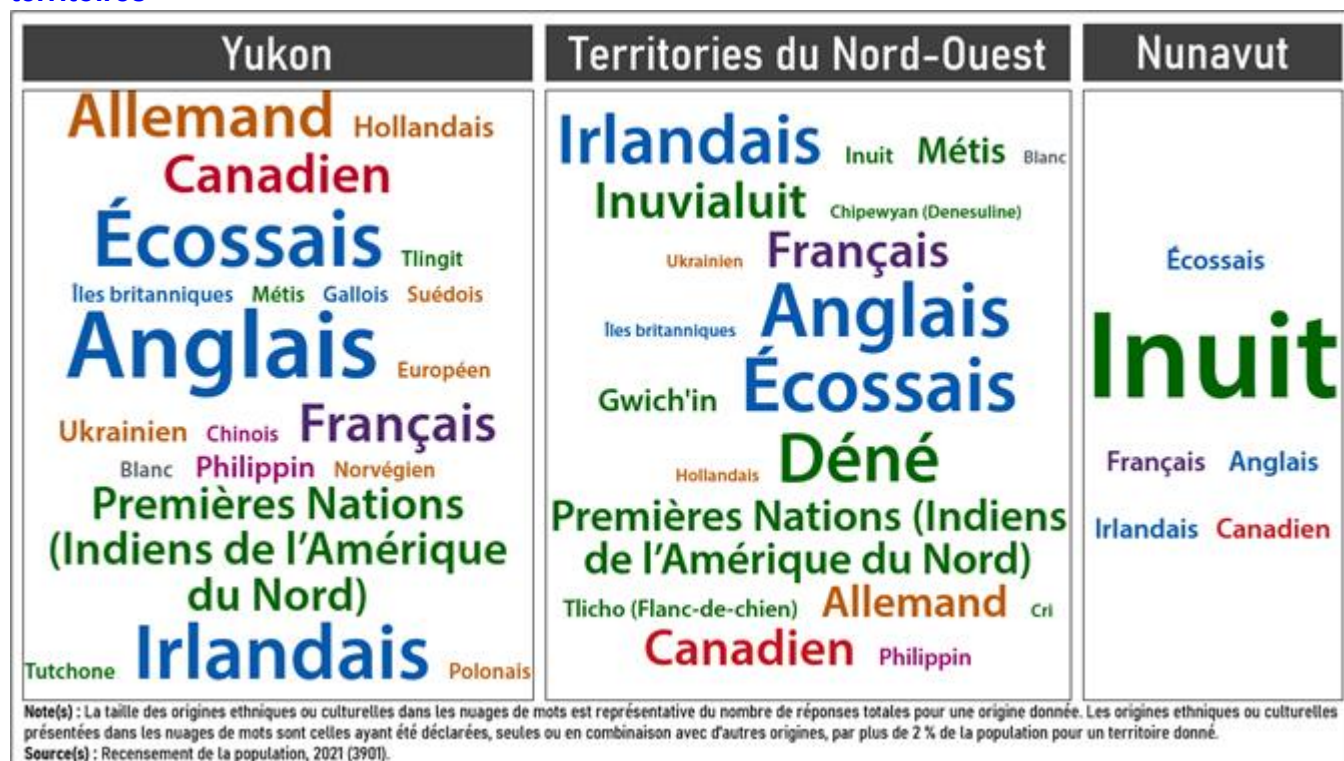 territoires
Yukon
Allemand Hollandais
Canadien
Écossais Tlingit
Îles britanniques Métis Gallois Suédois
Anglais Européen
Ukrainien Chinois Français
Blanc Philippin Norvégien
Premières Nations
(Indiens de l’Amérique
du Nord)
Tutchone Irlandais Polonais
Territories du Nord-Ouest
Irlandais Inuit Métis Blanc
Inuvialuit Chipewyan (Denesuline)
Ukrainien Français
Îles britanniques Anglais
Gwich'in Écossais
Hollandais Déné
Premières Nations (Indiens
de l’Amérique du Nord)
Tlicho (Flanc-de-chien) Allemand Cri
Canadien Philippin
Nunavut
Écossais
Inuit
Français Anglais
Irlandais Canadien
Note(s) : La taille des origines ethniques ou culturelles dans les nuages de mots est représentative du nombre de réponses totales pour une origine donnée. Les origines ethniques ou culturelles
présentées dans les nuages de mots sont celles ayant été déclarées, seules ou en combinaison avec d'autres origines, par plus de 2 % de la population pour un territoire donné.
Source(s) : Recensement de la population, 2021 (3901).